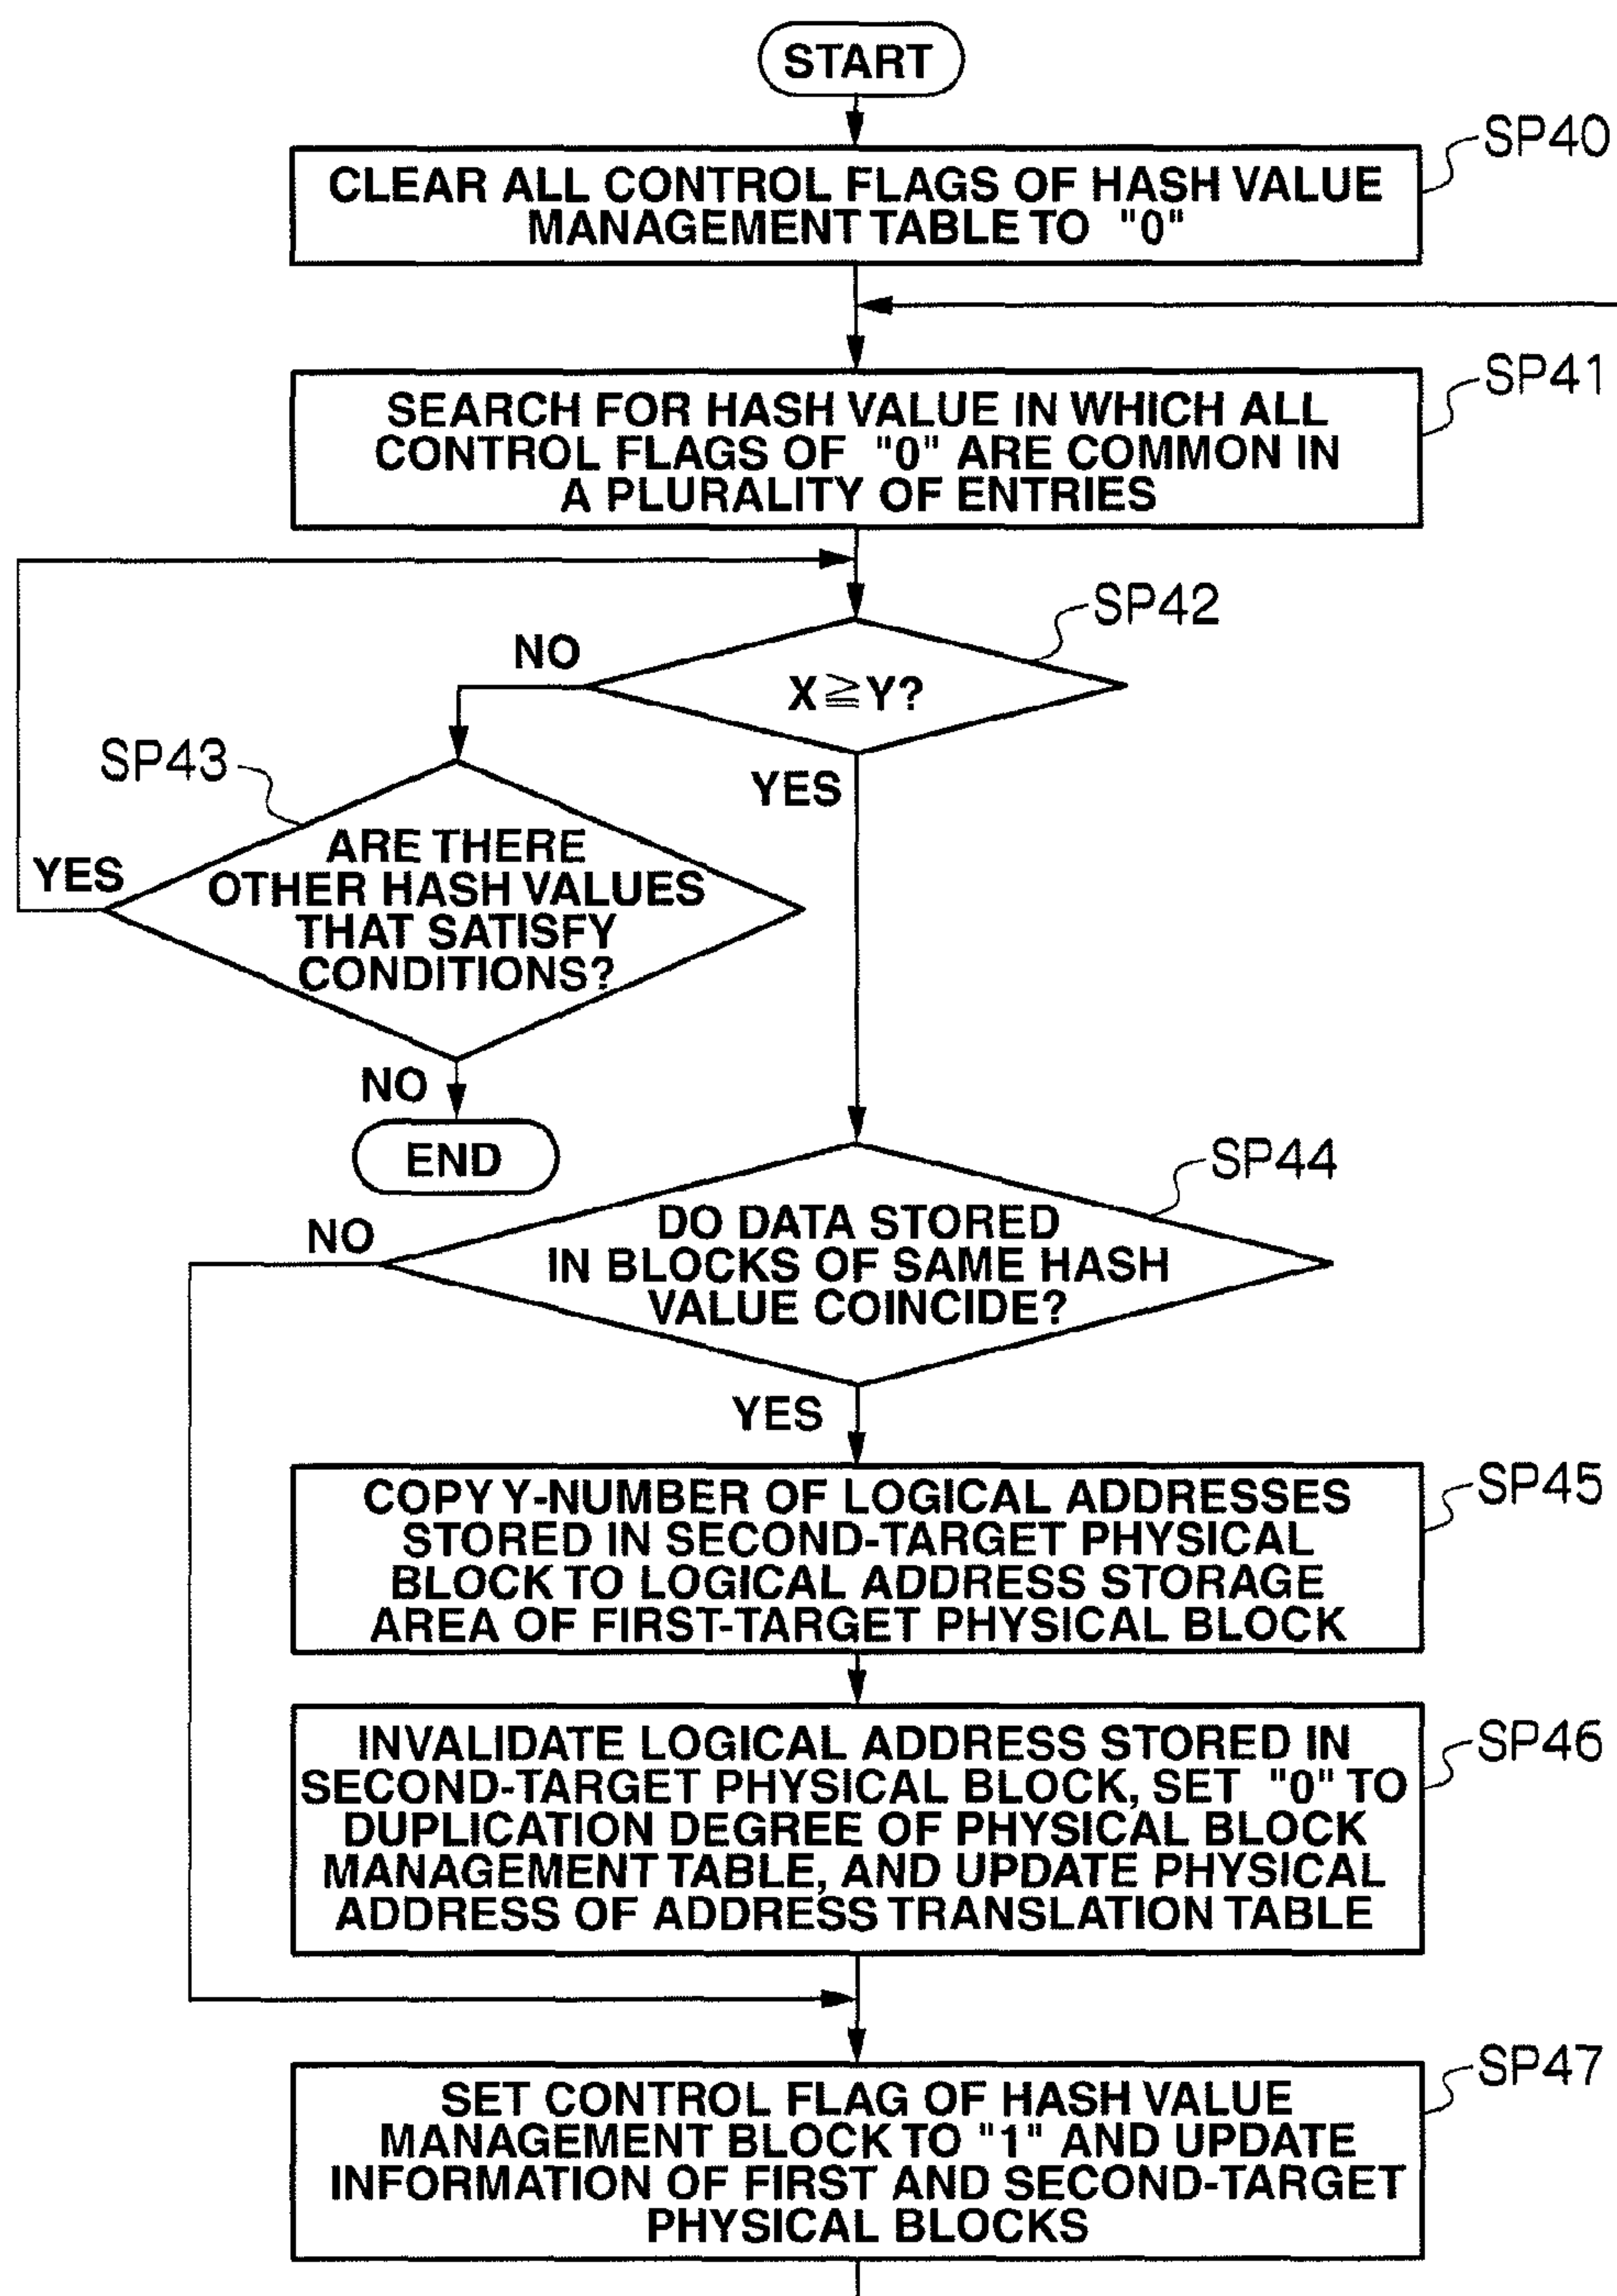 START
SP40
CLEAR ALL CONTROL FLAGS OF HASH VALUE
MANAGEMENT TABLE TO "0"
SP41
SEARCH FOR HASH VALUE IN WHICH ALL
CONTROL FLAGS OF "0" ARE COMMON IN
A PLURALITY OF ENTRIES
SP42
NO
X≧Y?
SP43
YES
ARE THERE
OTHER HASH VALUES
THAT SATISFY
CONDITIONS?
YES
NO
END
SP44
NO
DO DATA STORED
IN BLOCKS OF SAME HASH
VALUE COINCIDE?
YES
SP45
COPY Y-NUMBER OF LOGICAL ADDRESSES
STORED IN SECOND-TARGET PHYSICAL
BLOCK TO LOGICAL ADDRESS STORAGE
AREA OF FIRST-TARGET PHYSICAL BLOCK
SP46
INVALIDATE LOGICAL ADDRESS STORED IN
SECOND-TARGET PHYSICAL BLOCK, SET "0" TO
DUPLICATION DEGREE OF PHYSICAL BLOCK
MANAGEMENT TABLE, AND UPDATE PHYSICAL
ADDRESS OF ADDRESS TRANSLATION TABLE
SP47
SET CONTROL FLAG OF HASH VALUE
MANAGEMENT BLOCK TO "1" AND UPDATE
INFORMATION OF FIRST AND SECOND-TARGET
PHYSICAL BLOCKS